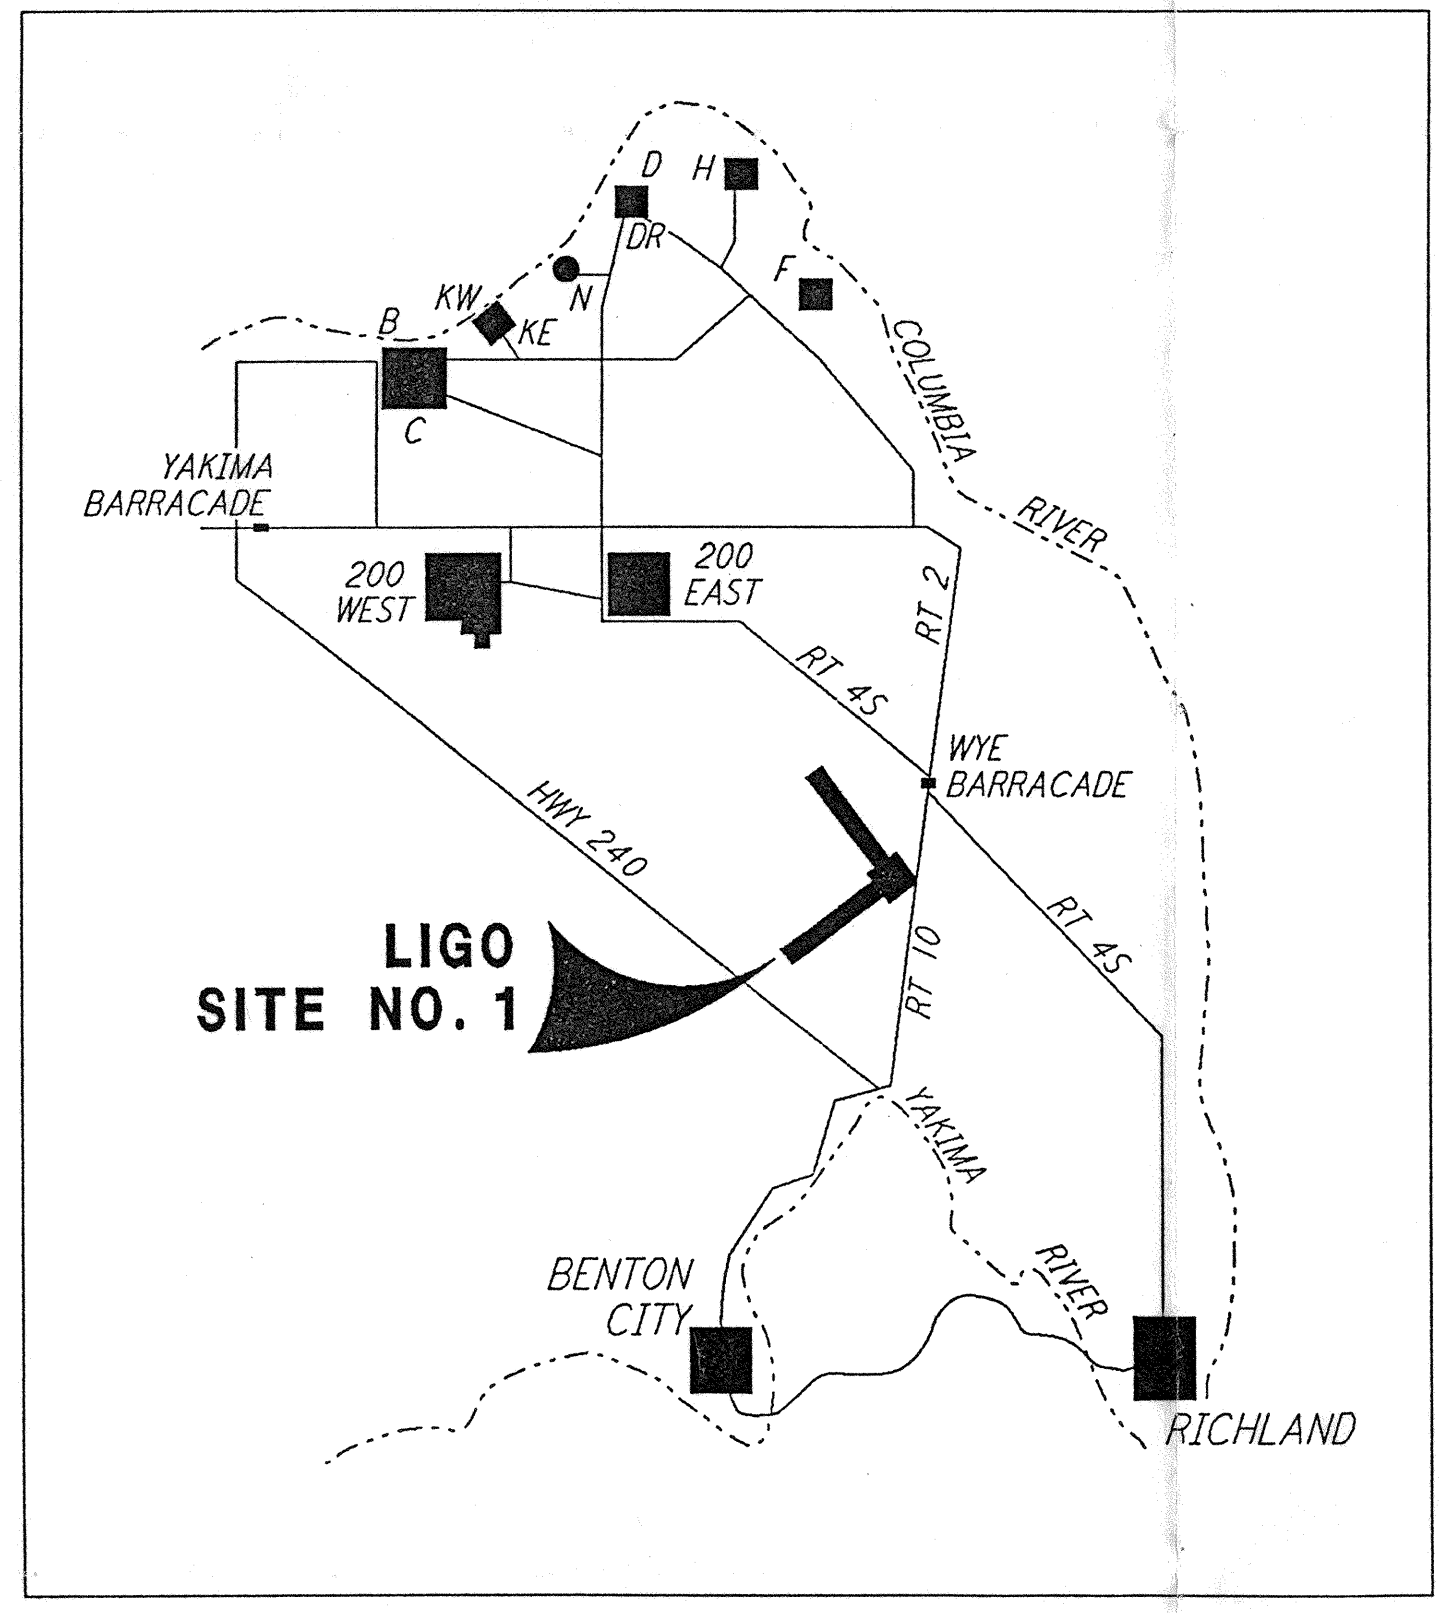 D
H
DR
F
N
KW
KE
B
C
COLUMBIA
RIVER
YAKIMA
BARRACADE
200
WEST
200
EAST
RT 2
RT 4S
WYE
BARRACADE
HWY 240
RT 4S
RT 10
LIGO
SITE NO. 1
YAKIMA
RIVER
BENTON
CITY
RICHLAND